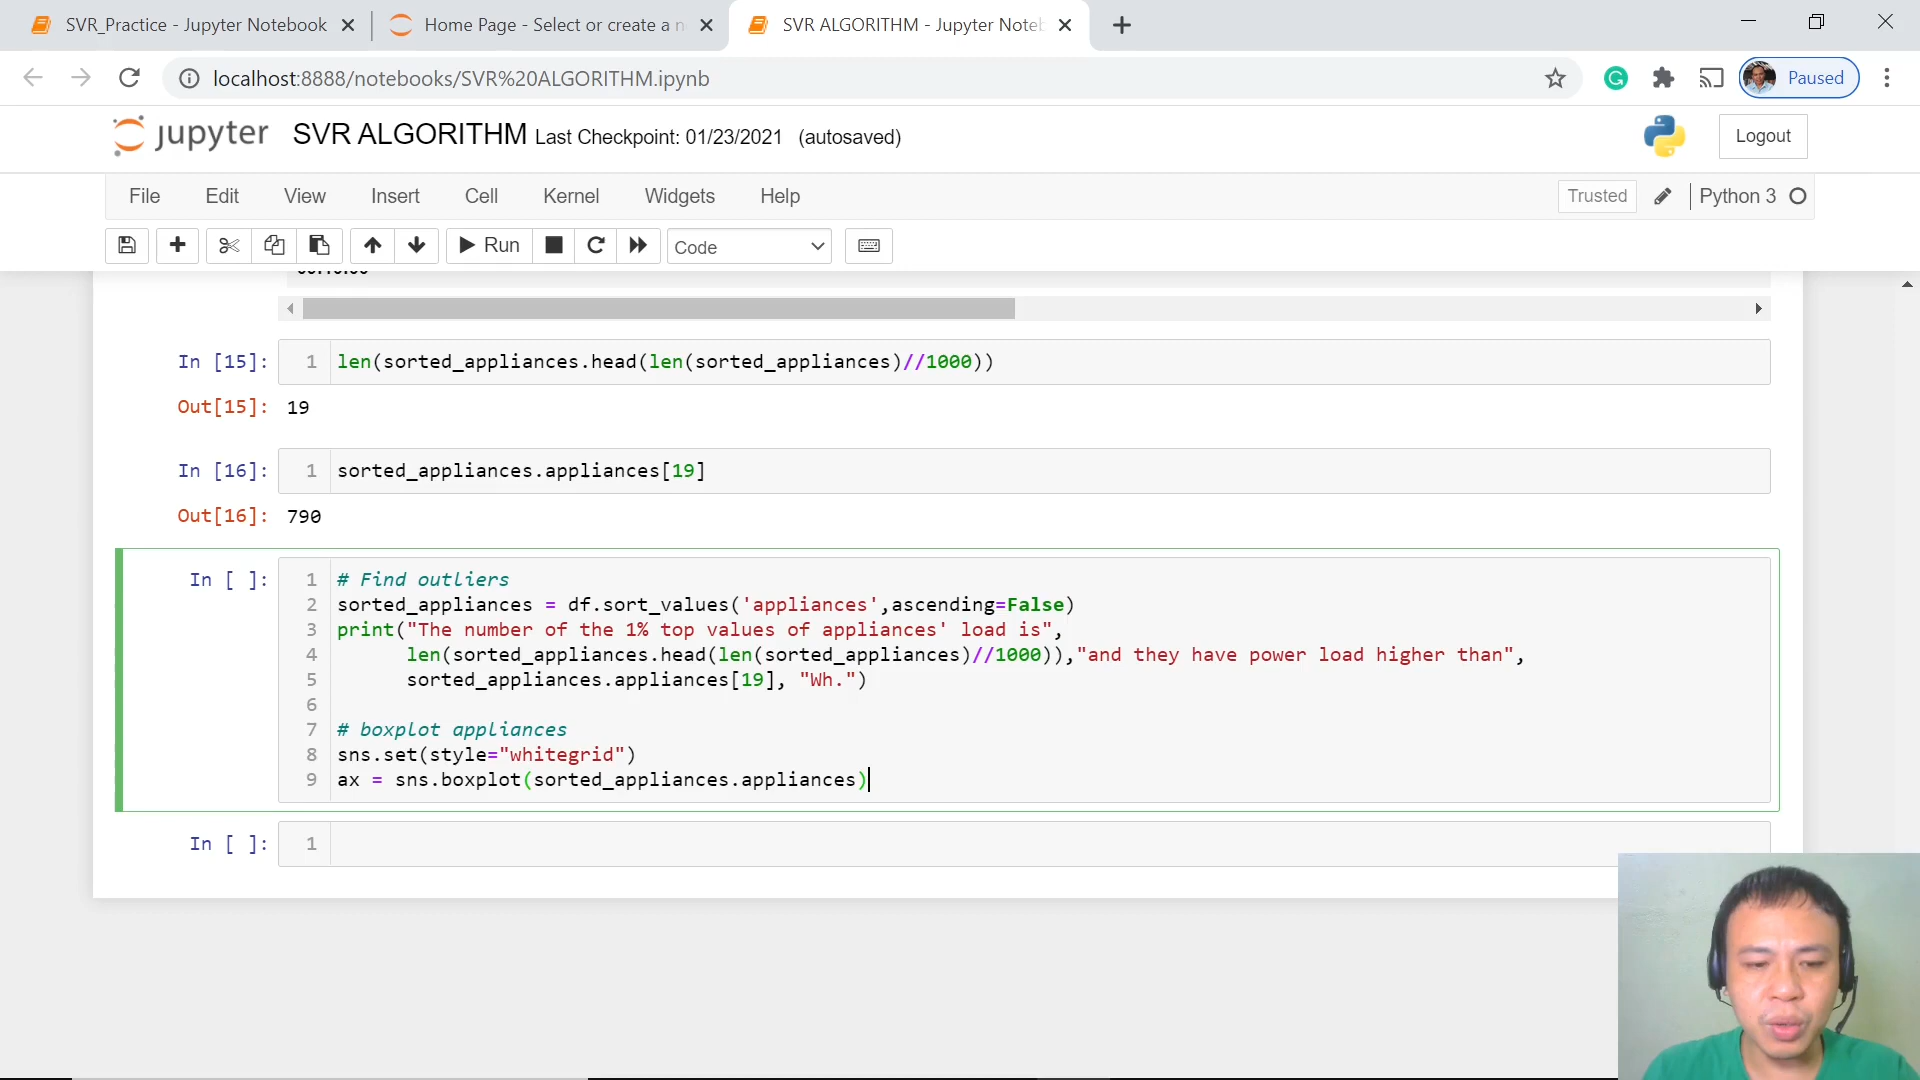 SVR_Practice - Jupyter Notebook
Home Page - Select or create a n
SVR ALGORITHM - Jupyter Noteb
localhost:8888/notebooks/SVR%20ALGORITHM.ipynb
Paused
jupyter SVR ALGORITHM Last Checkpoint: 01/23/2021 (autosaved)
Logout
File Edit View Insert Cell Kernel Widgets Help
Trusted
Python 3
Run
Code
In [15]: 1 len(sorted_appliances.head(len(sorted_appliances)//1000))
Out[15]: 19
In [16]: 1 sorted_appliances.appliances[19]
Out[16]: 790
In [ ]: 1 # Find outliers
2 sorted_appliances = df.sort_values('appliances',ascending=False)
3 print("The number of the 1% top values of appliances' load is",
4 len(sorted_appliances.head(len(sorted_appliances)//1000)),"and they have power load higher than",
5 sorted_appliances.appliances[19], "Wh.")
6
7 # boxplot appliances
8 sns.set(style="whitegrid")
9 ax = sns.boxplot(sorted_appliances.appliances)
In [ ]: 1